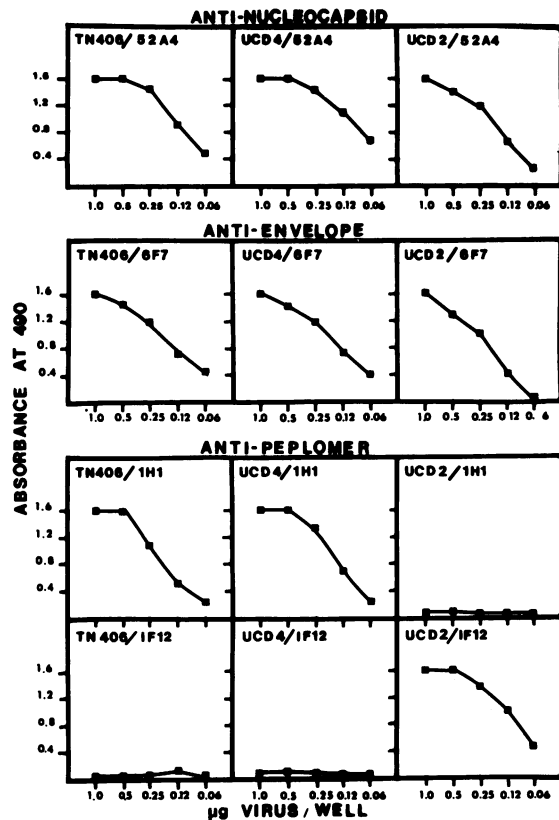 ANTI-NUCLEOCAPSID
TN406/52A4 UCD4/52A4 UCD2/52A4
1.6
1.2
0.8
0.4
1.0 0.5 0.25 0.12 0.06 1.0 0.5 0.25 0.12 0.06 1.0 0.5 0.25 0.12 0.06
ANTI-ENVELOPE
TN406/6F7 UCD4/6F7 UCD2/6F7
1.6
1.2
0.8
0.4
1.0 0.5 0.25 0.12 0.06 1.0 0.5 0.25 0.12 0.06 1.0 0.5 0.25 0.12 0. 6
ABSORBANCE AT 490
ANTI-PEPLOMER
TN406/1H1 UCD4/1H1 UCD2/1H1
1.6
1.2
0.8
0.4
TN406/IF12 UCD4/IF12 UCD2/IF12
1.6
1.2
0.8
0.4
1.0 0.5 0.25 0.12 0.06 1.0 0.5 0.25 0.12 0.06 1.0 0.5 0.25 0.12 0.06
µg VIRUS/WELL